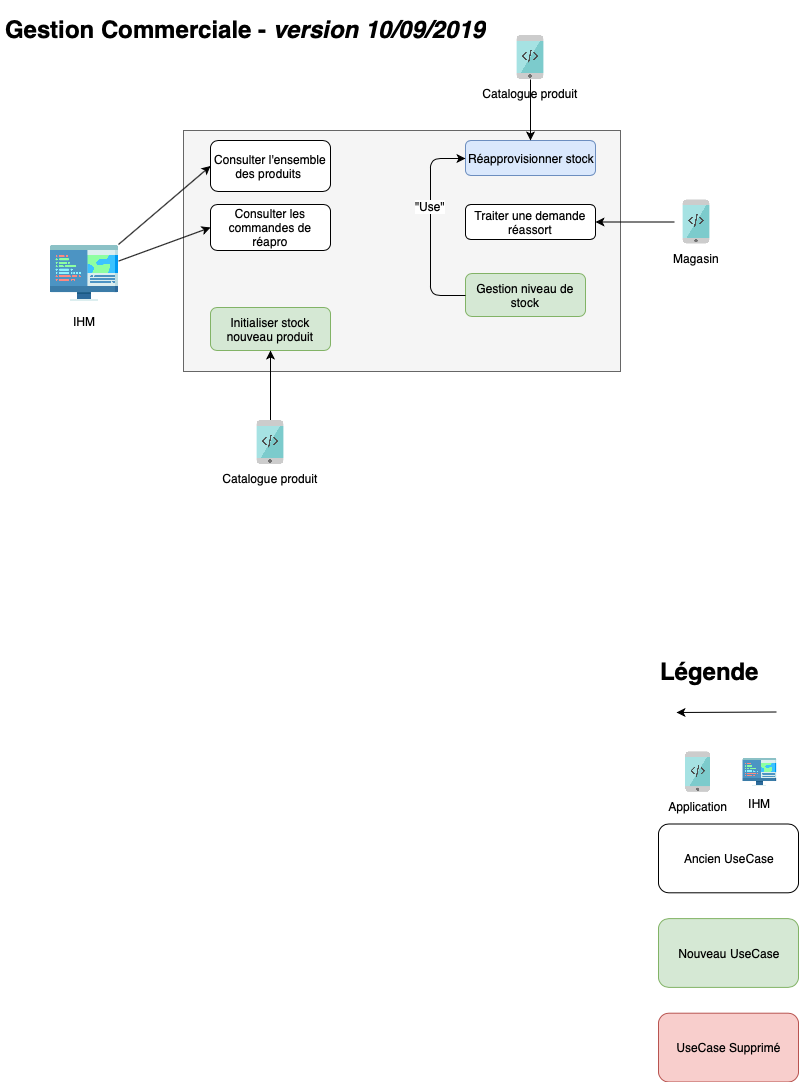 Gestion Commerciale - version 10/09/2019
</>
Catalogue produit
Consulter l'ensemble
des produits
Réapprovisionner stock
"Use"
Consulter les
commandes de
réapro
Traiter une demande
réassort
</>
Magasin
IHM
Gestion niveau de
stock
Initialiser stock
nouveau produit
</>
Catalogue produit
Légende
</>
Application
IHM
Ancien UseCase
Nouveau UseCase
UseCase Supprimé